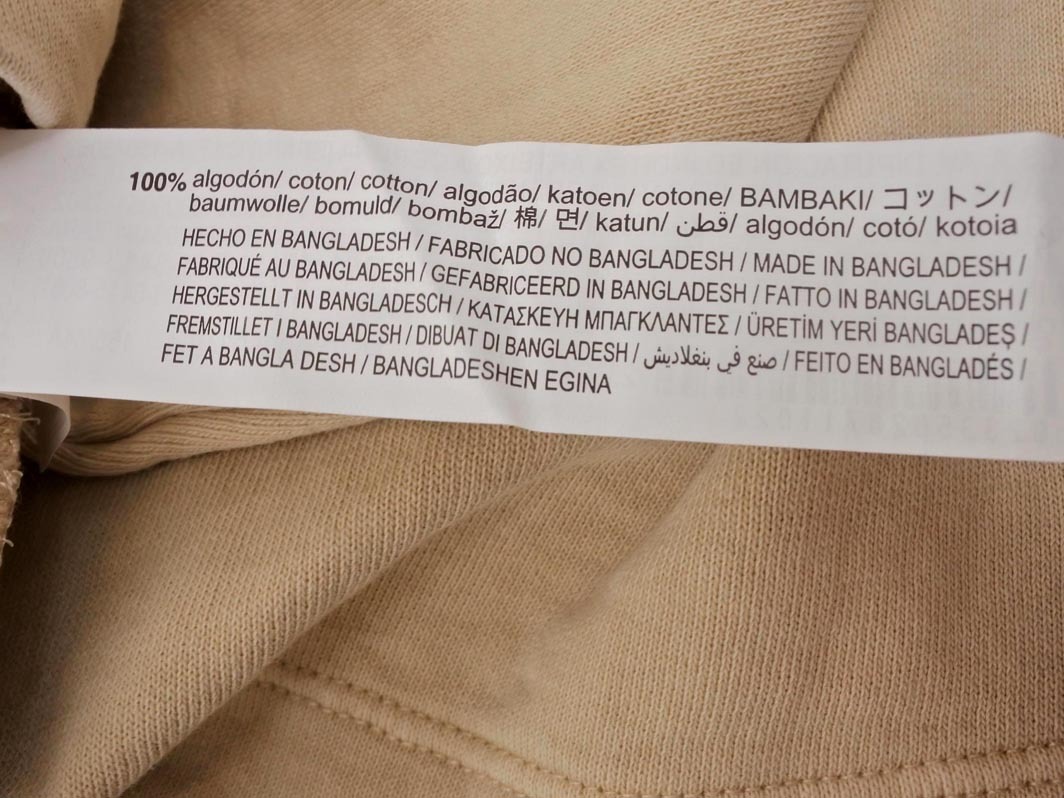 100% algodón/ coton/ cotton/ algodão/ katoen/ cotone/ BAMBAKI/ コットン/
baumwolle/ bomuld/ bombaž/ 棉/ 면/ katun/ قطن/ algodón/ cotó/ kotoia
HECHO EN BANGLADESH / FABRICADO NO BANGLADESH / MADE IN BANGLADESH /
FABRIQUÉ AU BANGLADESH / GEFABRICEERD IN BANGLADESH / FATTO IN BANGLADESH /
HERGESTELLT IN BANGLADESCH / ΚΑΤΑΣΚΕΥΗ ΜΠΑΓΚΛΑΝΤΕΣ / ÜRETİM YERİ BANGLADEŞ /
FREMSTILLET I BANGLADESH / DIBUAT DI BANGLADESH / صنع في بنغلاديش / FEITO EN BANGLADÉS /
FET A BANGLA DESH / BANGLADESHEN EGINA